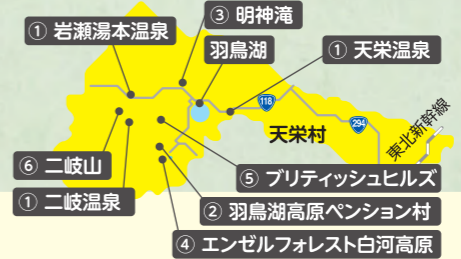 ③ 明神滝
① 岩瀬湯本温泉
羽鳥湖
① 天栄温泉
118
294
東北新幹線
天栄村
⑥ 二岐山
⑤ ブリティッシュヒルズ
① 二岐温泉
② 羽鳥湖高原ペンション村
④ エンゼルフォレスト白河高原